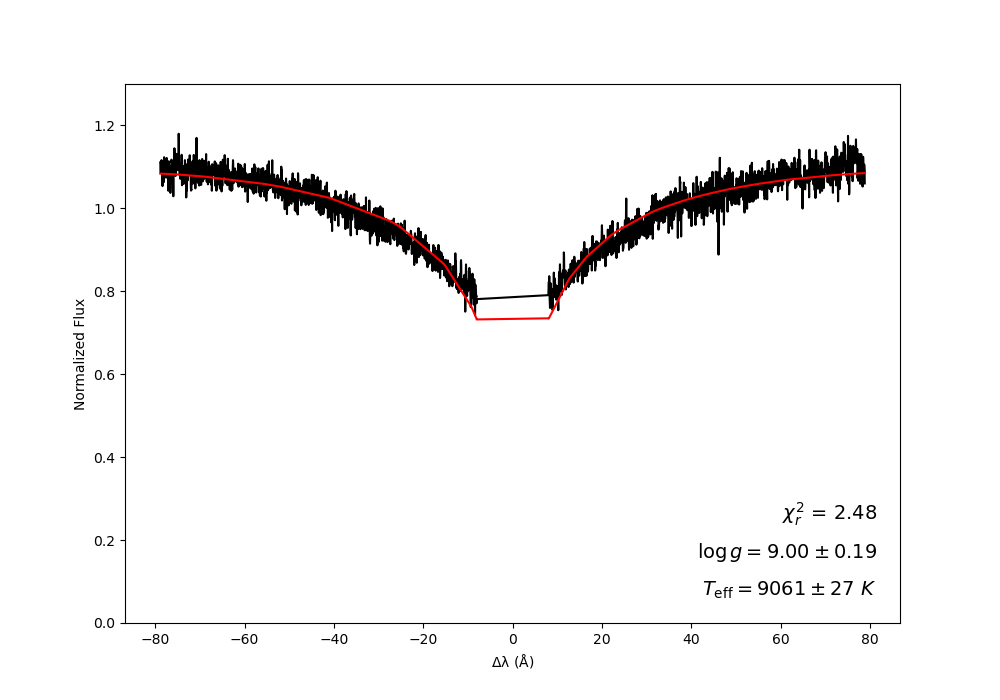 1.2
1.0
0.8
0.6
0.4
0.2
0.0
Normalized Flux
χ²ᵣ = 2.48
log g = 9.00 ± 0.19
T_eff = 9061 ± 27 K
−80 −60 −40 −20 0 20 40 60 80
Δλ (Å)